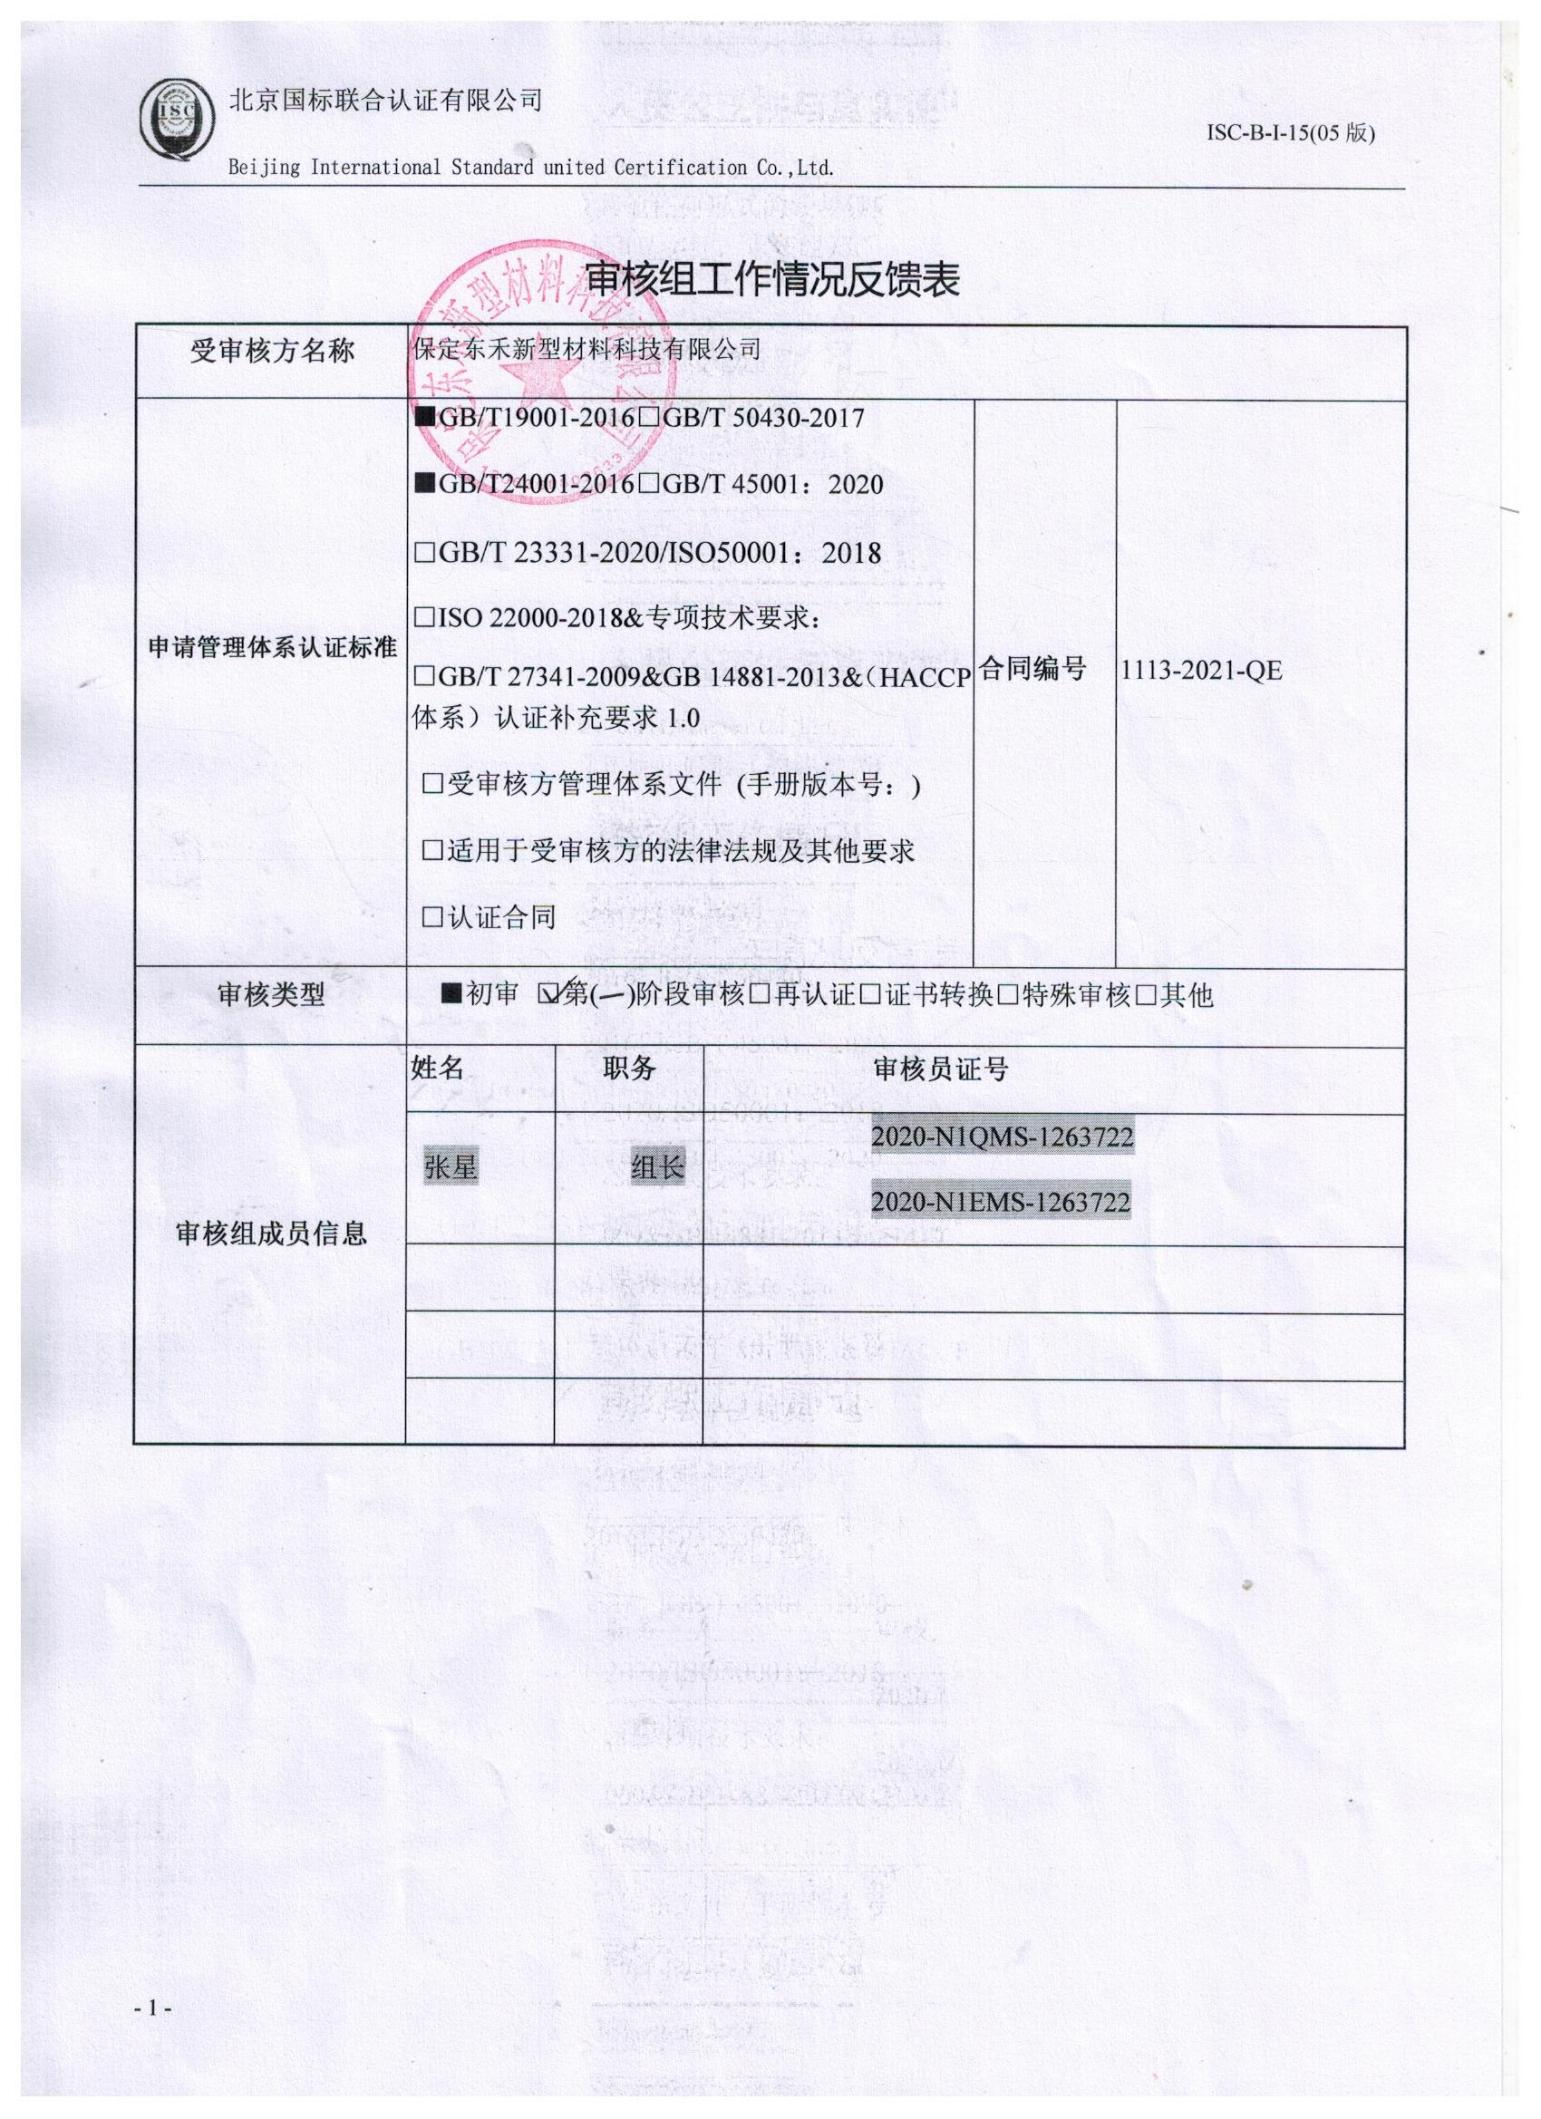 北京国标联合认证有限公司
ISC-B-I-15(05 版)
Beijing International Standard united Certification Co.,Ltd.
ISC
审核组工作情况反馈表
受审核方名称
保定东禾新型材料科技有限公司
申请管理体系认证标准
■GB/T19001-2016□GB/T 50430-2017
■GB/T24001-2016□GB/T 45001：2020
□GB/T 23331-2020/ISO50001：2018
□ISO 22000-2018&专项技术要求：
□GB/T 27341-2009&GB 14881-2013&（HACCP
体系）认证补充要求 1.0
□受审核方管理体系文件 (手册版本号：)
□适用于受审核方的法律法规及其他要求
□认证合同
合同编号
1113-2021-QE
审核类型
■初审 ☑第(一)阶段审核□再认证□证书转换□特殊审核□其他
审核组成员信息
姓名 职务 审核员证号
张星 组长
2020-N1QMS-1263722
2020-N1EMS-1263722
- 1 -